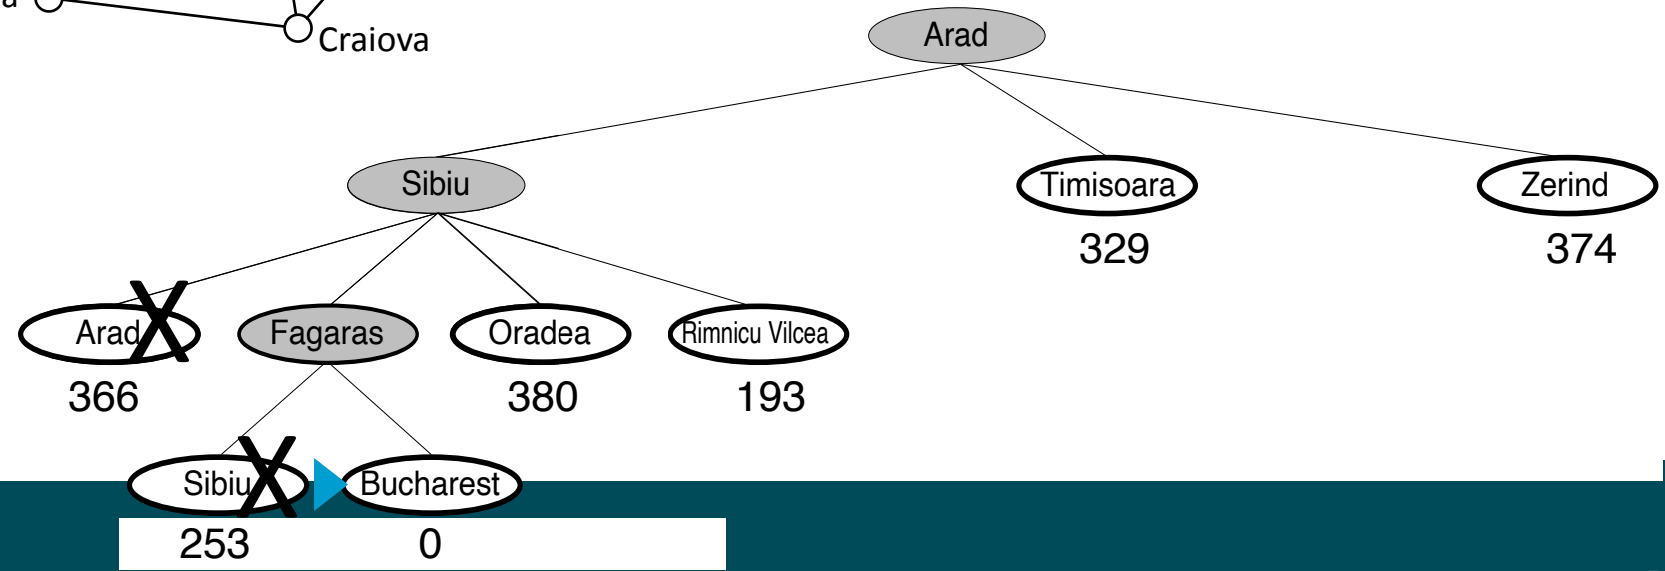 a
Craiova
Arad
Sibiu
Timisoara
Zerind
329
374
Arad
Fagaras
Oradea
Rimnicu Vilcea
366
380
193
Sibiu
Bucharest
253
0